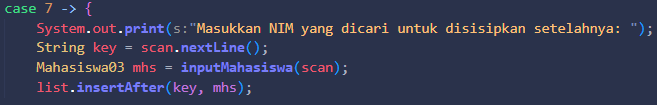 case 7 -> {
System.out.print(s:"Masukkan NIM yang dicari untuk disisipkan setelahnya: ");
String key = scan.nextLine();
Mahasiswa03 mhs = inputMahasiswa(scan);
list.insertAfter(key, mhs);